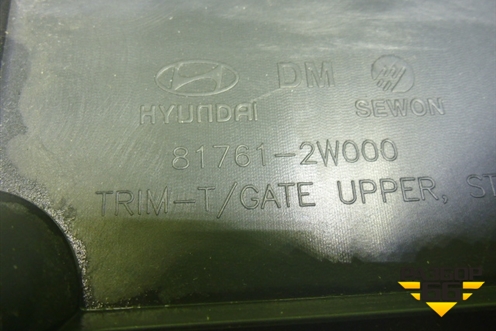 DM
HYUNDAI SEWON
81761-2W000
TRIM-T/GATE UPPER,